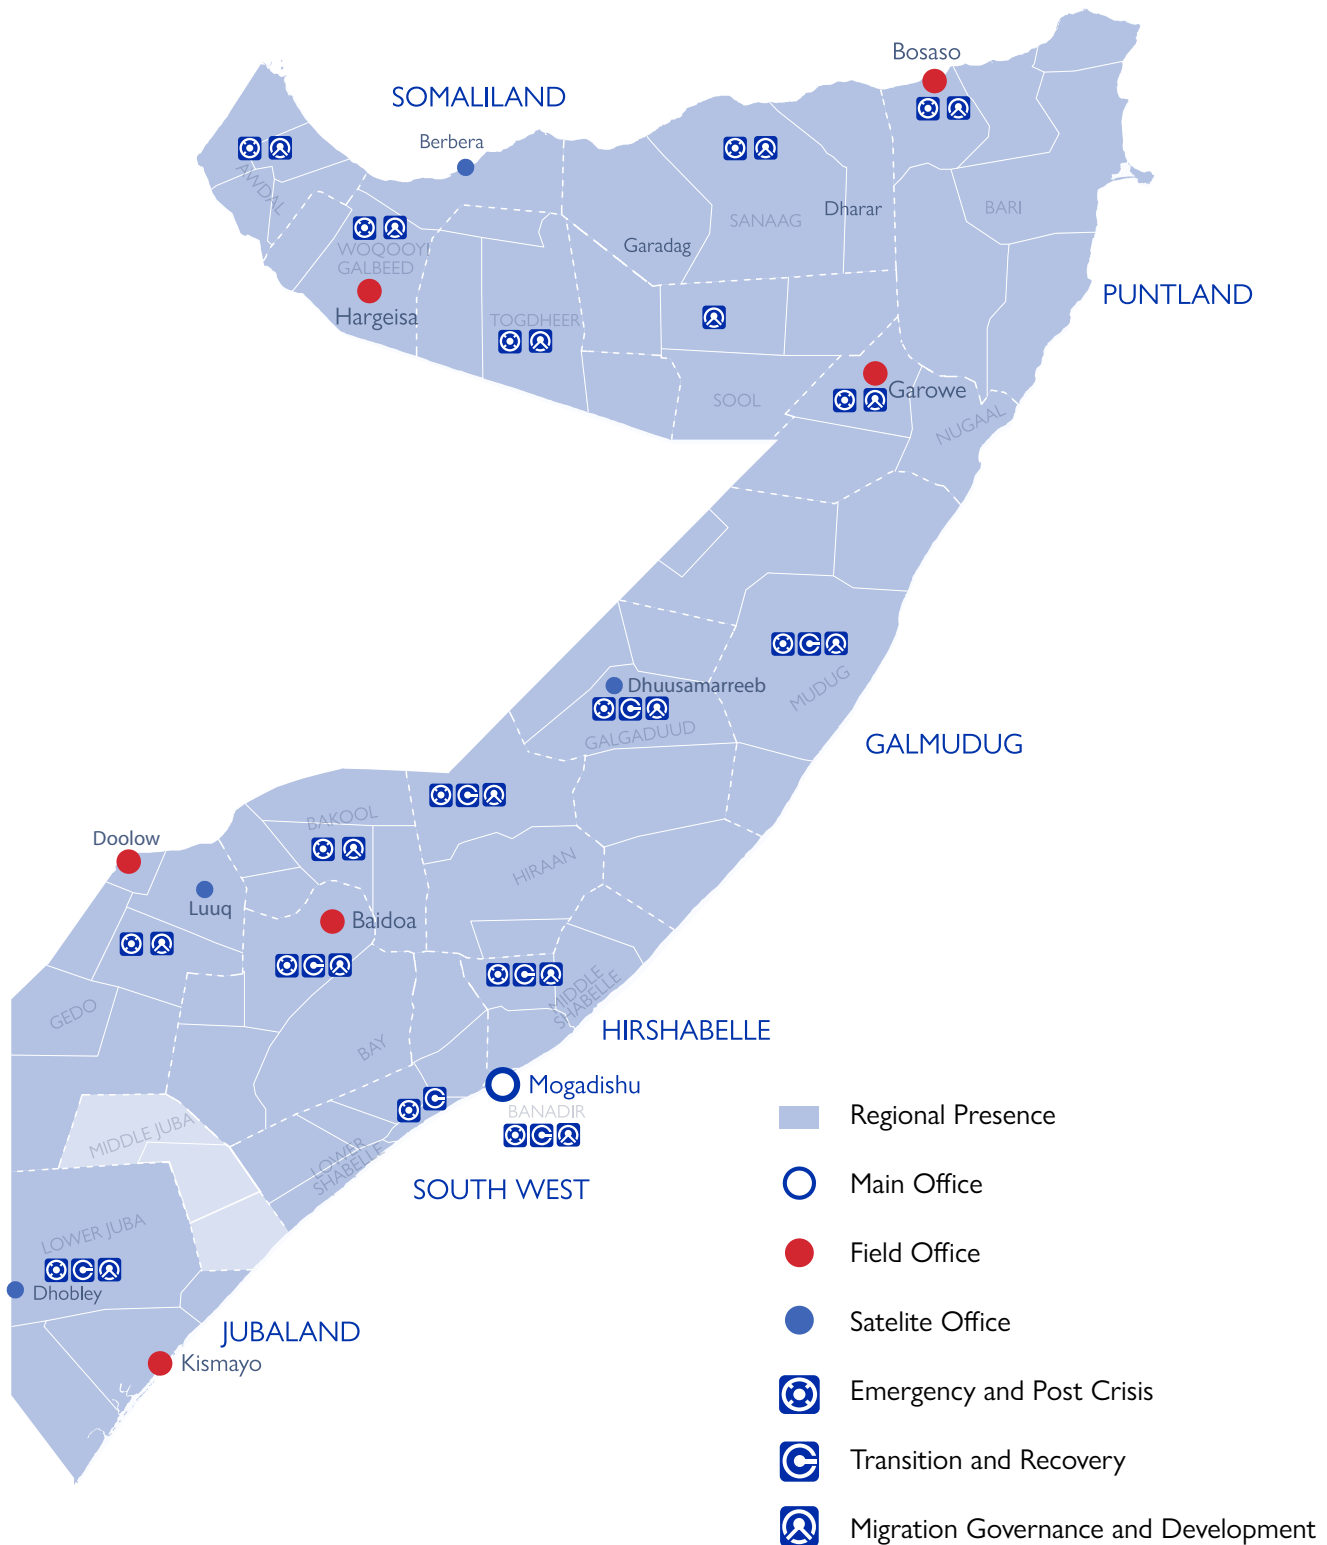 Bosaso
SOMALILAND
Berbera
AWDAL
SANAAG
Dharar
BARI
WOQOOYI
GALBEED
Garadag
Hargeisa
PUNTLAND
TOGDHEER
SOOL
Garowe
NUGAAL
Dhuusamarreeb
MUDUG
GALGADUUD
GALMUDUG
BAKOOL
Doolow
HIRAAN
Luuq
Baidoa
MIDDLE
SHABELLE
GEDO
HIRSHABELLE
BAY
Mogadishu
BANADIR
MIDDLE JUBA
LOWER
SHABELLE
SOUTH WEST
LOWER JUBA
Dhobley
JUBALAND
Kismayo
Regional Presence
Main Office
Field Office
Satelite Office
Emergency and Post Crisis
Transition and Recovery
Migration Governance and Development